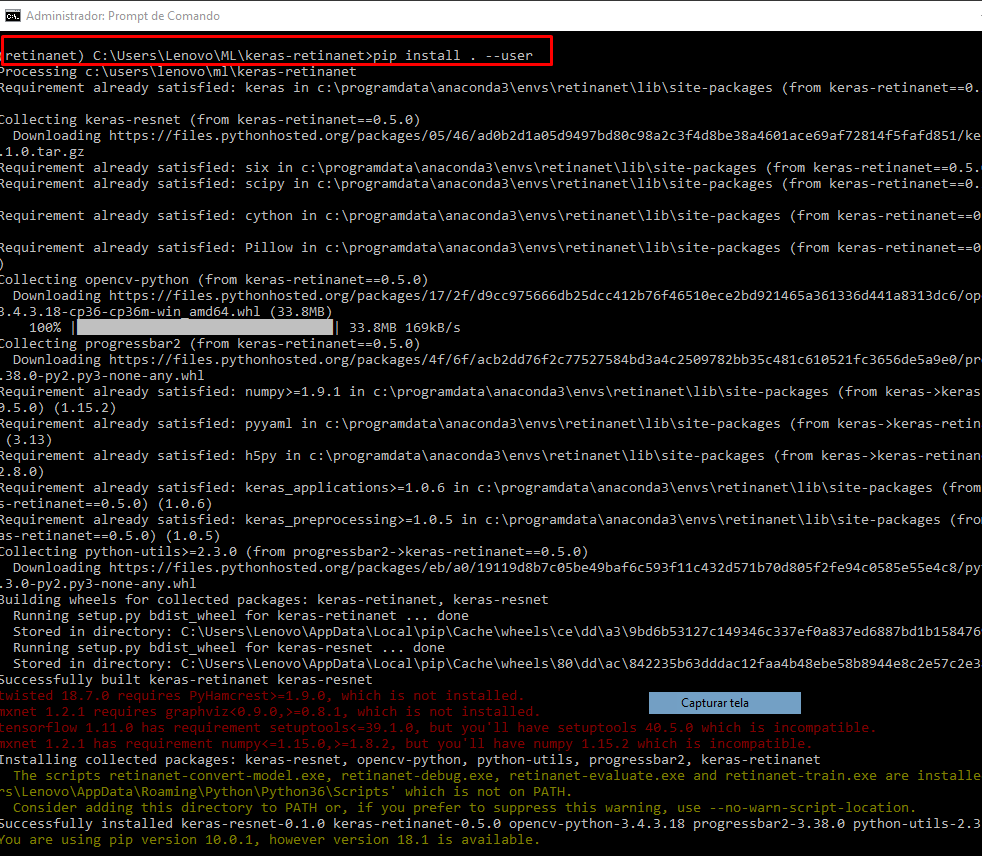 Administrador: Prompt de Comando
retinanet) C:\Users\Lenovo\ML\keras-retinanet>pip install . --user
Processing c:\users\lenovo\ml\keras-retinanet
Requirement already satisfied: keras in c:\programdata\anaconda3\envs\retinanet\lib\site-packages (from keras-retinanet==0.
Collecting keras-resnet (from keras-retinanet==0.5.0)
Downloading https://files.pythonhosted.org/packages/05/46/ad0b2d1a05d9497bd80c98a2c3f4d8be38a4601ace69af72814f5fafd851/ke
.1.0.tar.gz
Requirement already satisfied: six in c:\programdata\anaconda3\envs\retinanet\lib\site-packages (from keras-retinanet==0.5.
Requirement already satisfied: scipy in c:\programdata\anaconda3\envs\retinanet\lib\site-packages (from keras-retinanet==0.
Requirement already satisfied: cython in c:\programdata\anaconda3\envs\retinanet\lib\site-packages (from keras-retinanet==0
Requirement already satisfied: Pillow in c:\programdata\anaconda3\envs\retinanet\lib\site-packages (from keras-retinanet==0
)
Collecting opencv-python (from keras-retinanet==0.5.0)
Downloading https://files.pythonhosted.org/packages/17/2f/d9cc975666db25dcc412b76f46510ece2bd921465a361336d441a8313dc6/op
3.4.3.18-cp36-cp36m-win_amd64.whl (33.8MB)
100% | | 33.8MB 169kB/s
Collecting progressbar2 (from keras-retinanet==0.5.0)
Downloading https://files.pythonhosted.org/packages/4f/6f/acb2dd76f2c77527584bd3a4c2509782bb35c481c610521fc3656de5a9e0/pr
.38.0-py2.py3-none-any.whl
Requirement already satisfied: numpy>=1.9.1 in c:\programdata\anaconda3\envs\retinanet\lib\site-packages (from keras->keras
0.5.0) (1.15.2)
Requirement already satisfied: pyyaml in c:\programdata\anaconda3\envs\retinanet\lib\site-packages (from keras->keras-retin
(3.13)
Requirement already satisfied: h5py in c:\programdata\anaconda3\envs\retinanet\lib\site-packages (from keras->keras-retinan
2.8.0)
Requirement already satisfied: keras_applications>=1.0.6 in c:\programdata\anaconda3\envs\retinanet\lib\site-packages (from
s-retinanet==0.5.0) (1.0.6)
Requirement already satisfied: keras_preprocessing>=1.0.5 in c:\programdata\anaconda3\envs\retinanet\lib\site-packages (fro
as-retinanet==0.5.0) (1.0.5)
Collecting python-utils>=2.3.0 (from progressbar2->keras-retinanet==0.5.0)
Downloading https://files.pythonhosted.org/packages/eb/a0/19119d8b7c05be49baf6c593f11c432d571b70d805f2fe94c0585e55e4c8/py
.3.0-py2.py3-none-any.whl
Building wheels for collected packages: keras-retinanet, keras-resnet
Running setup.py bdist_wheel for keras-retinanet ... done
Stored in directory: C:\Users\Lenovo\AppData\Local\pip\Cache\wheels\ce\dd\a3\9bd6b53127c149346c337ef0a837ed6887bd1b158476
Running setup.py bdist_wheel for keras-resnet ... done
Stored in directory: C:\Users\Lenovo\AppData\Local\pip\Cache\wheels\80\dd\ac\842235b63dddac12faa4b48ebe58b8944e8c2e57c2e3
Successfully built keras-retinanet keras-resnet
twisted 18.7.0 requires PyHamcrest>=1.9.0, which is not installed.
mxnet 1.2.1 requires graphviz<0.9.0,>=0.8.1, which is not installed.
Capturar tela
tensorflow 1.11.0 has requirement setuptools<=39.1.0, but you'll have setuptools 40.5.0 which is incompatible.
mxnet 1.2.1 has requirement numpy<=1.15.0,>=1.8.2, but you'll have numpy 1.15.2 which is incompatible.
Installing collected packages: keras-resnet, opencv-python, python-utils, progressbar2, keras-retinanet
The scripts retinanet-convert-model.exe, retinanet-debug.exe, retinanet-evaluate.exe and retinanet-train.exe are installe
rs\Lenovo\AppData\Roaming\Python\Python36\Scripts' which is not on PATH.
Consider adding this directory to PATH or, if you prefer to suppress this warning, use --no-warn-script-location.
Successfully installed keras-resnet-0.1.0 keras-retinanet-0.5.0 opencv-python-3.4.3.18 progressbar2-3.38.0 python-utils-2.3
You are using pip version 10.0.1, however version 18.1 is available.